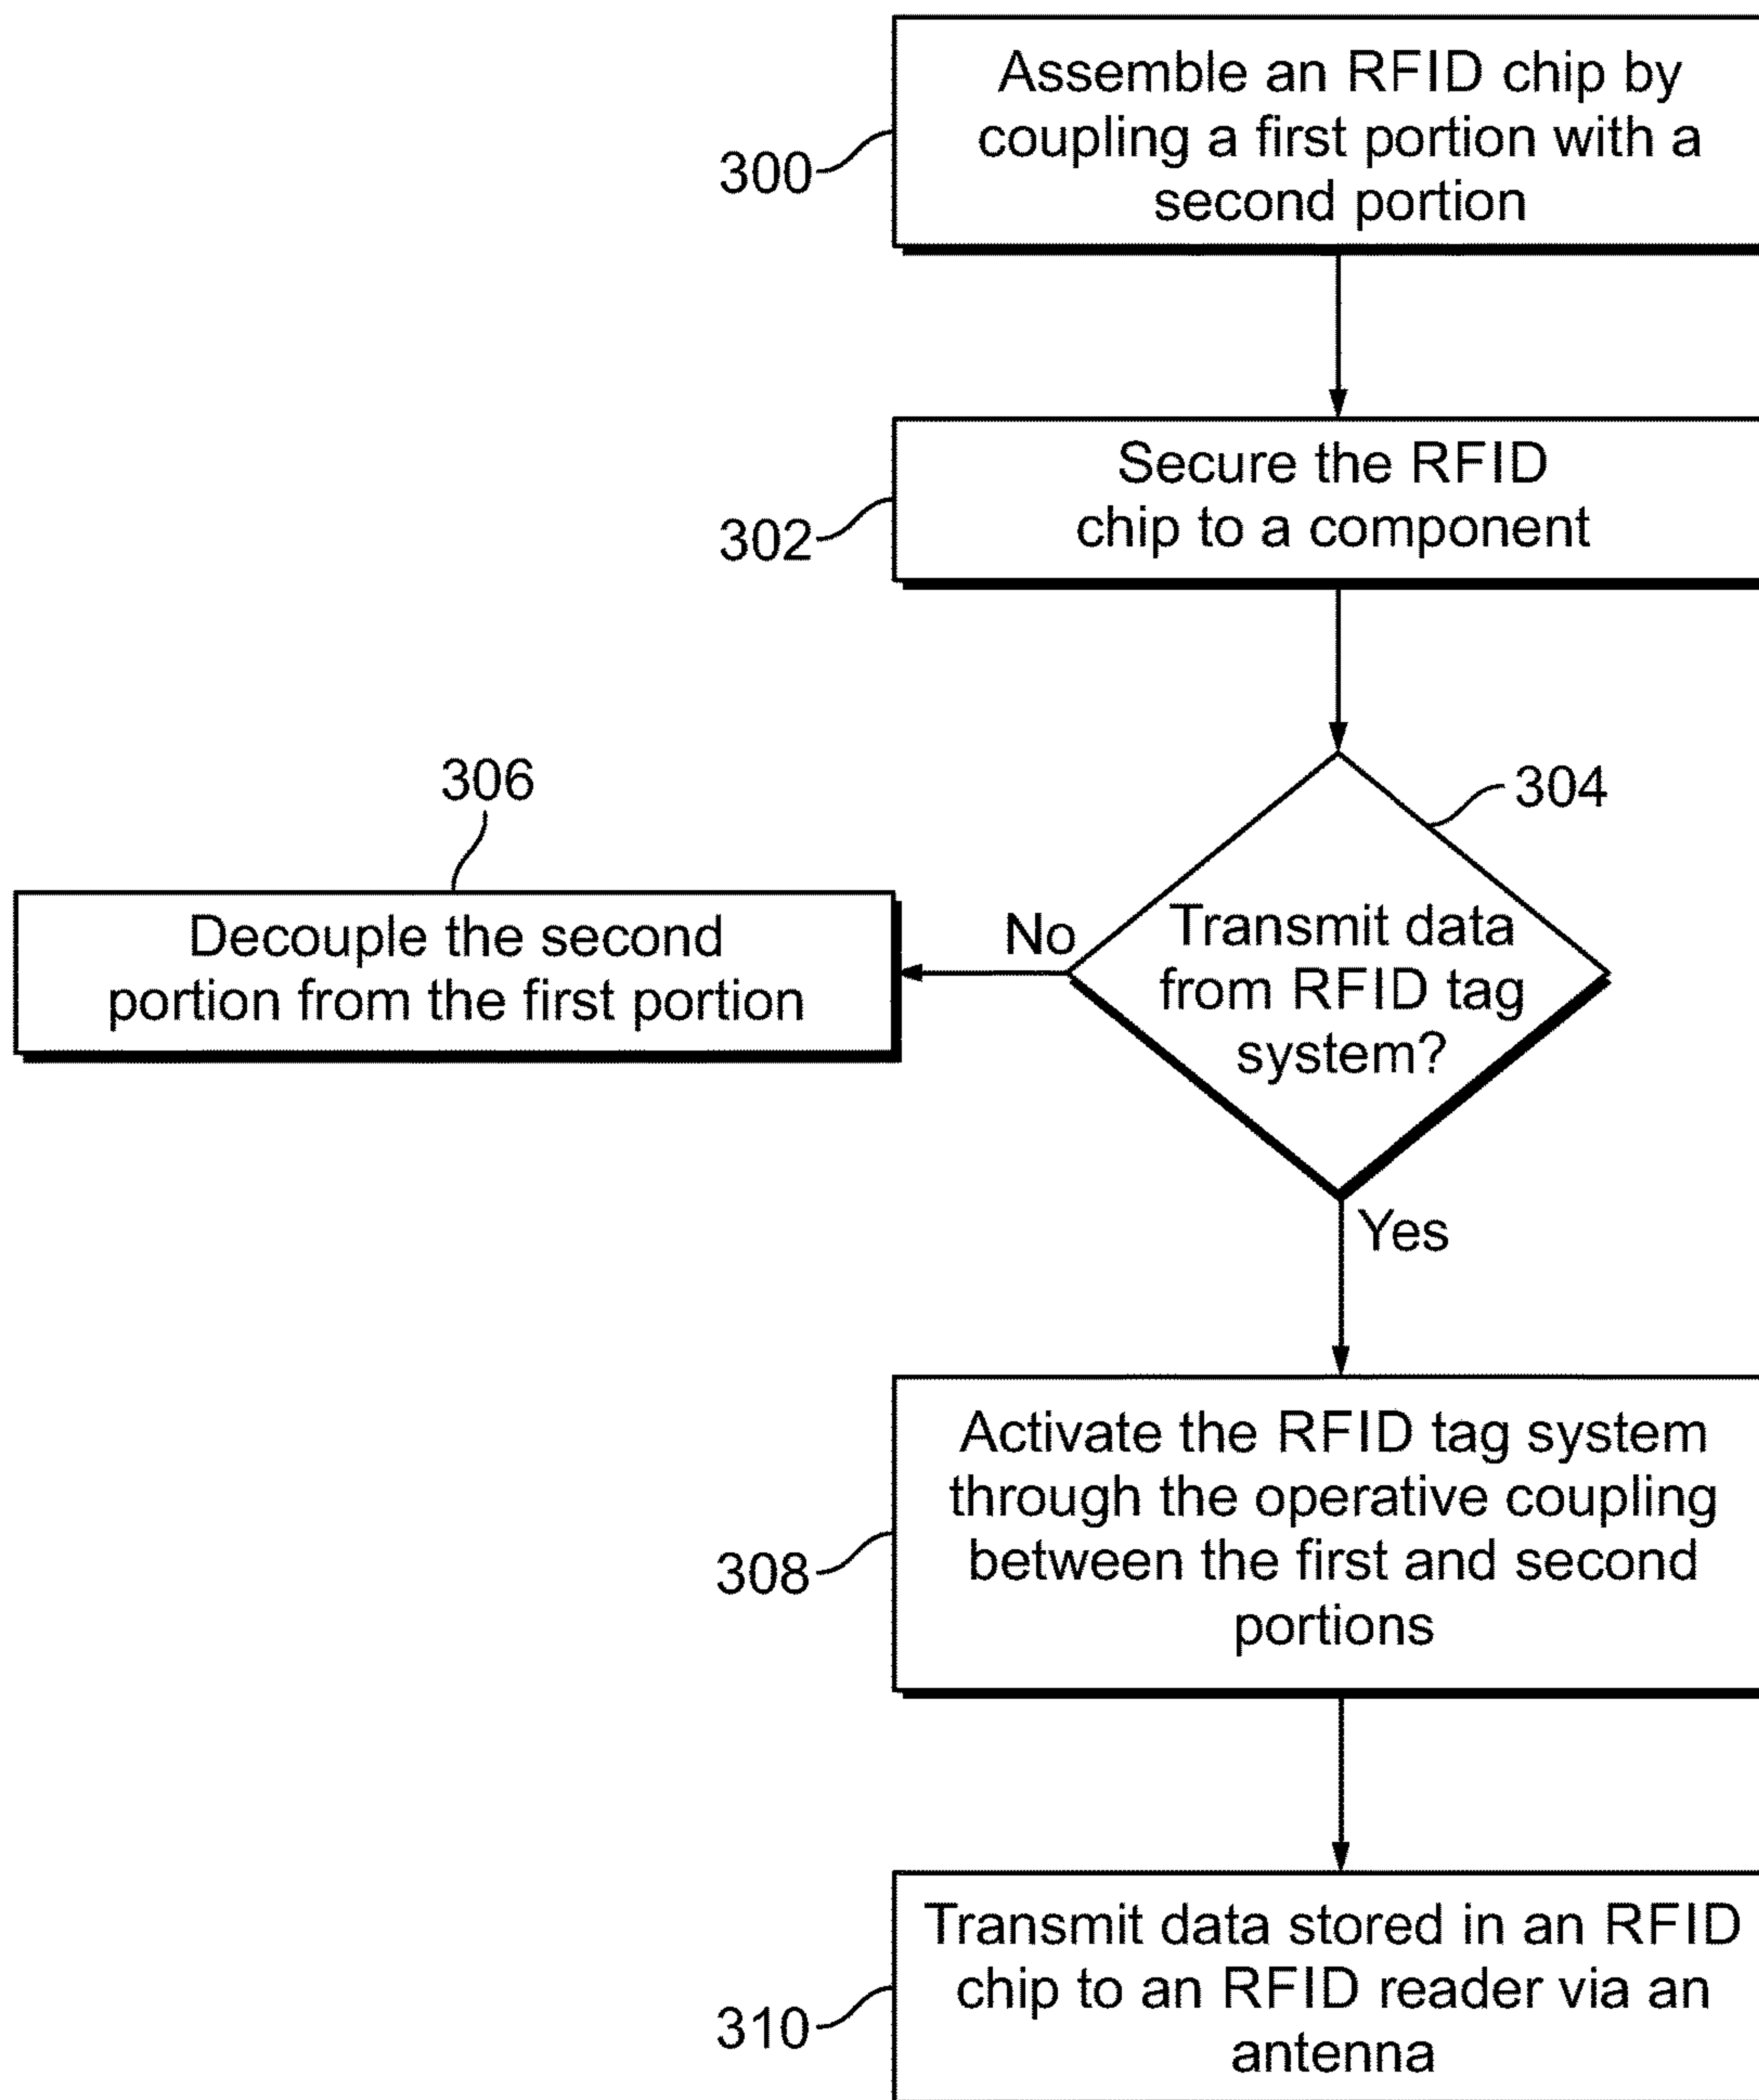 Assemble an RFID chip by
coupling a first portion with a
second portion
300
Secure the RFID
chip to a component
302
304
306
Transmit data
from RFID tag
system?
No
Decouple the second
portion from the first portion
Yes
Activate the RFID tag system
through the operative coupling
between the first and second
portions
308
Transmit data stored in an RFID
chip to an RFID reader via an
antenna
310